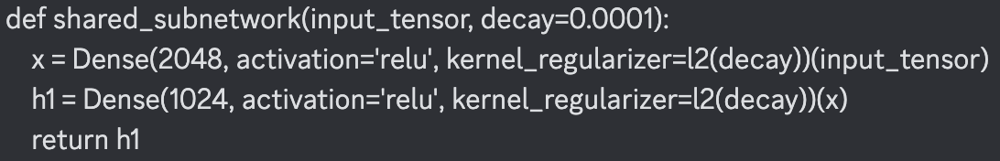 def shared_subnetwork(input_tensor, decay=0.0001):
x = Dense(2048, activation='relu', kernel_regularizer=l2(decay))(input_tensor)
h1 = Dense(1024, activation='relu', kernel_regularizer=l2(decay))(x)
return h1